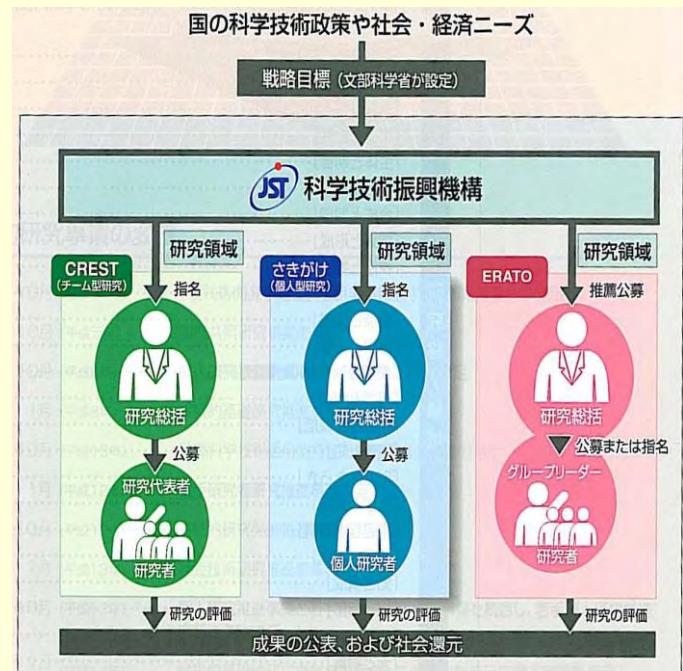 国の科学技術政策や社会・経済ニーズ
戦略目標（文部科学省が設定）
JST 科学技術振興機構
研究領域
研究領域
研究領域
CREST
（チーム型研究）
指名
さきがけ
（個人型研究）
指名
ERATO
推薦公募
研究総括
研究総括
研究総括
公募
公募
公募または指名
研究代表者
研究者
個人研究者
グループリーダー
研究者
研究の評価
研究の評価
研究の評価
成果の公表、および社会還元